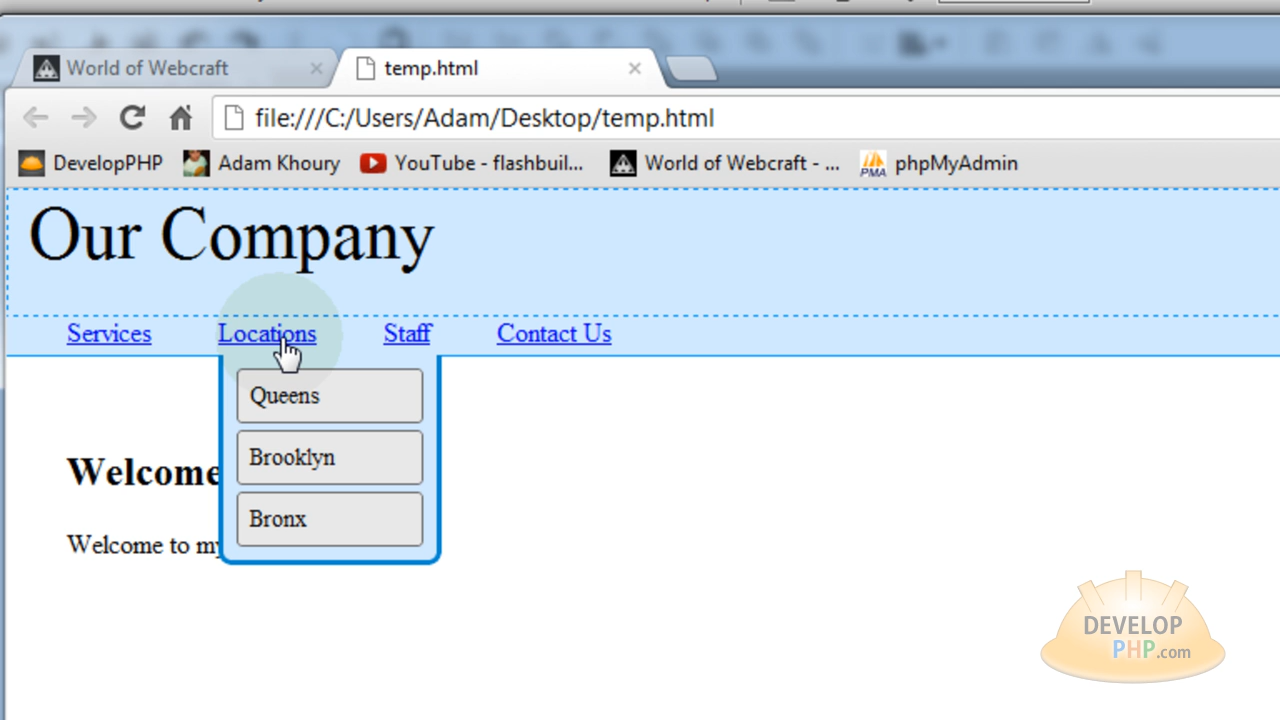 World of Webcraft
temp.html
file:///C:/Users/Adam/Desktop/temp.html
DevelopPHP Adam Khoury YouTube - flashbuil... World of Webcraft - ... phpMyAdmin
Our Company
Services Locations Staff Contact Us
Queens
Brooklyn
Bronx
Welcome
Welcome to my
DEVELOP
PHP.com